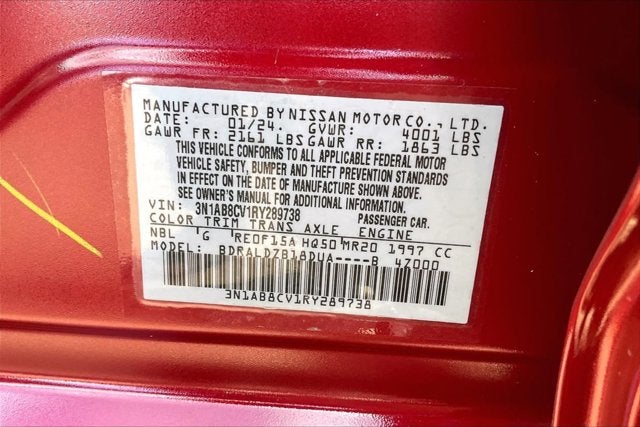 MANUFACTURED BY NISSAN MOTOR CO., LTD.
DATE: 01/24. GVWR: 4001 LBS
GAWR FR: 2161 LBS GAWR RR: 1863 LBS
THIS VEHICLE CONFORMS TO ALL APPLICABLE FEDERAL MOTOR
VEHICLE SAFETY, BUMPER AND THEFT PREVENTION STANDARDS
IN EFFECT ON THE DATE OF MANUFACTURE SHOWN ABOVE.
SEE OWNER'S MANUAL FOR ADDITIONAL INFORMATION.
VIN: 3N1AB8CV1RY289738 PASSENGER CAR.
COLOR TRIM TRANS AXLE ENGINE
NBL G RE0F15A HQ50 MR20 1997 CC
MODEL: BDRALDZB18DUA----B 4Z000
3N1AB8CV1RY289738